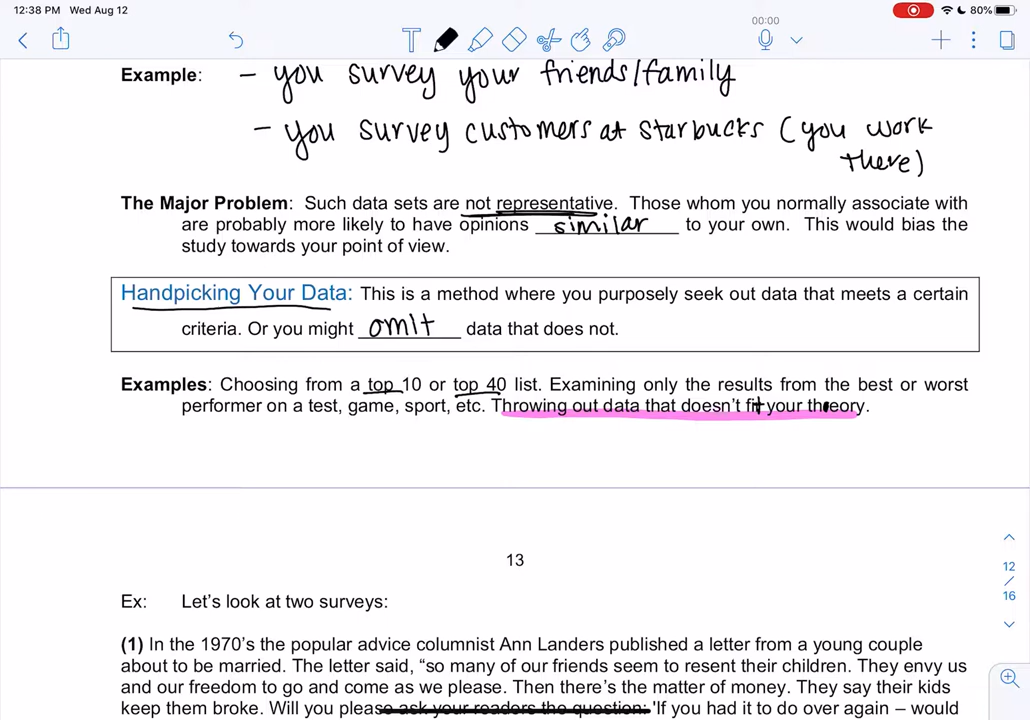 12:38 PM Wed Aug 12
80%
00:00
T
Example: – you survey your friends/family
– you survey customers at Starbucks (you work
there)
The Major Problem: Such data sets are not representative. Those whom you normally associate with
are probably more likely to have opinions similar to your own. This would bias the
study towards your point of view.
Handpicking Your Data: This is a method where you purposely seek out data that meets a certain
criteria. Or you might omit data that does not.
Examples: Choosing from a top 10 or top 40 list. Examining only the results from the best or worst
performer on a test, game, sport, etc. Throwing out data that doesn't fit your theory.
13
12
/
16
Ex: Let's look at two surveys:
(1) In the 1970's the popular advice columnist Ann Landers published a letter from a young couple
about to be married. The letter said, "so many of our friends seem to resent their children. They envy us
and our freedom to go and come as we please. Then there's the matter of money. They say their kids
keep them broke. Will you please ask your readers the question: 'If you had it to do over again – would